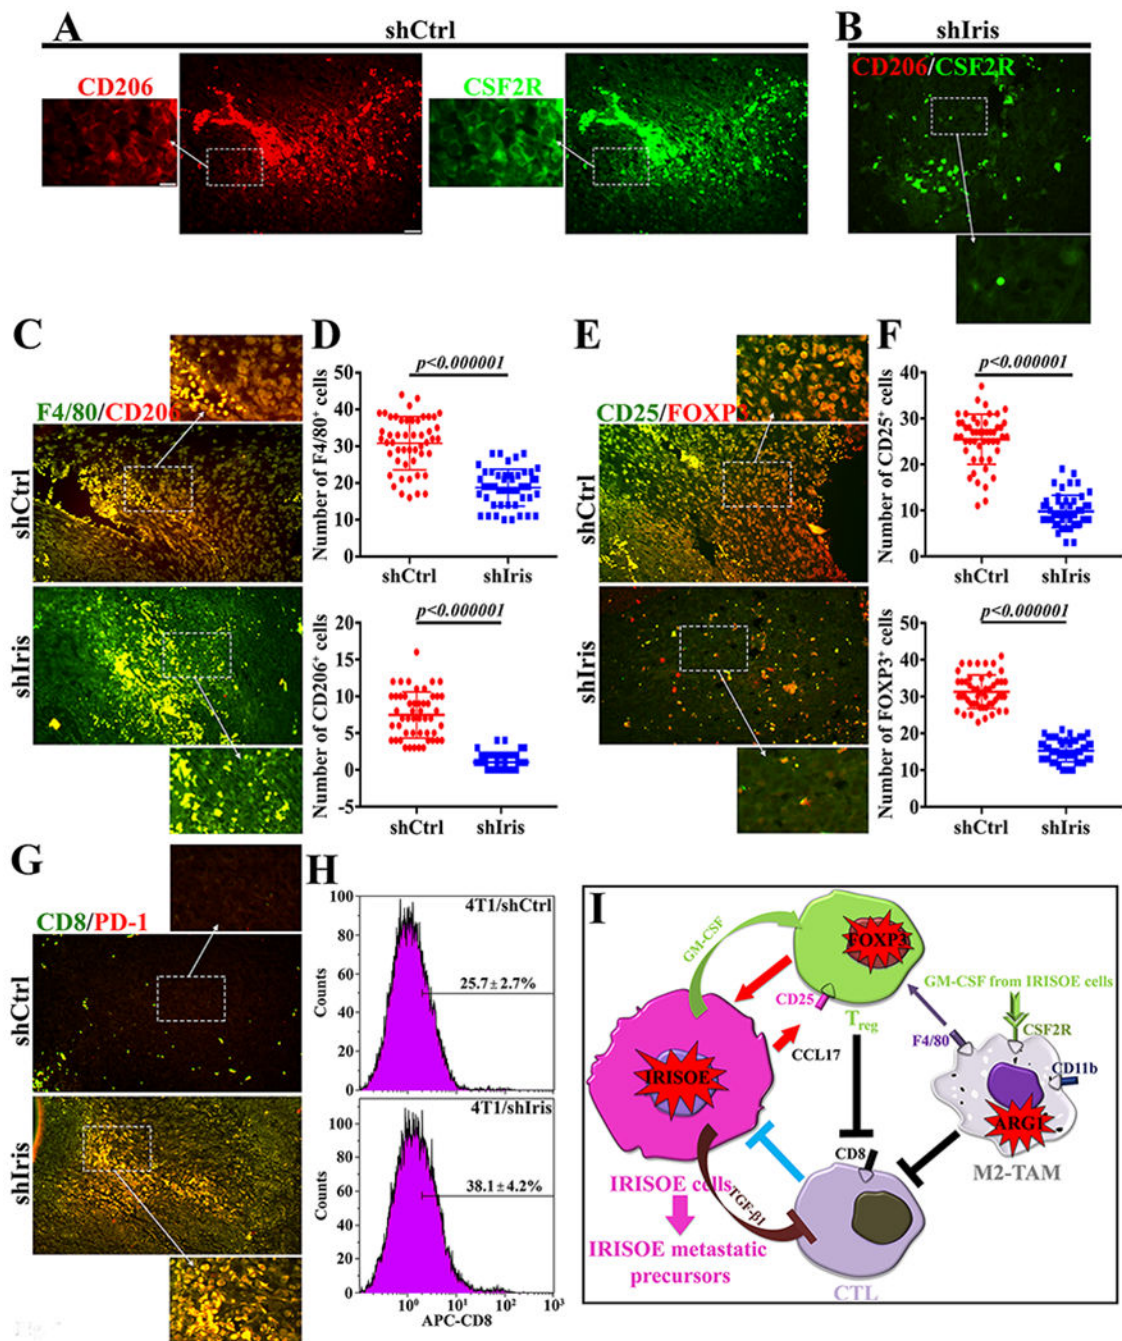 A
shCtrl
CD206
CSF2R
B
shIris
CD206/CSF2R
C
F4/80/CD206
shCtrl
shIris
D
p<0.000001
Number of F4/80+ cells
50
40
30
20
10
0
shCtrl
shIris
p<0.000001
Number of CD206+ cells
20
15
10
5
0
-5
shCtrl
shIris
E
CD25/FOXP3
shCtrl
shIris
F
p<0.000001
Number of CD25+ cells
40
30
20
10
0
shCtrl
shIris
p<0.000001
Number of FOXP3+ cells
50
40
30
20
10
0
shCtrl
shIris
G
CD8/PD-1
shCtrl
shIris
H
4T1/shCtrl
25.7±2.7%
Counts
100
80
60
40
20
0
4T1/shIris
38.1±4.2%
Counts
100
80
60
40
20
0
10⁰
10¹
10²
10³
APC-CD8
I
GM-CSF
FOXP3
CD25
Treg
GM-CSF from IRISOE cells
CSF2R
F4/80
CD11b
ARG1
M2-TAM
CCL17
IRISOE
CD8
IRISOE cells
TGF-β1
IRISOE metastatic
precursors
CTL